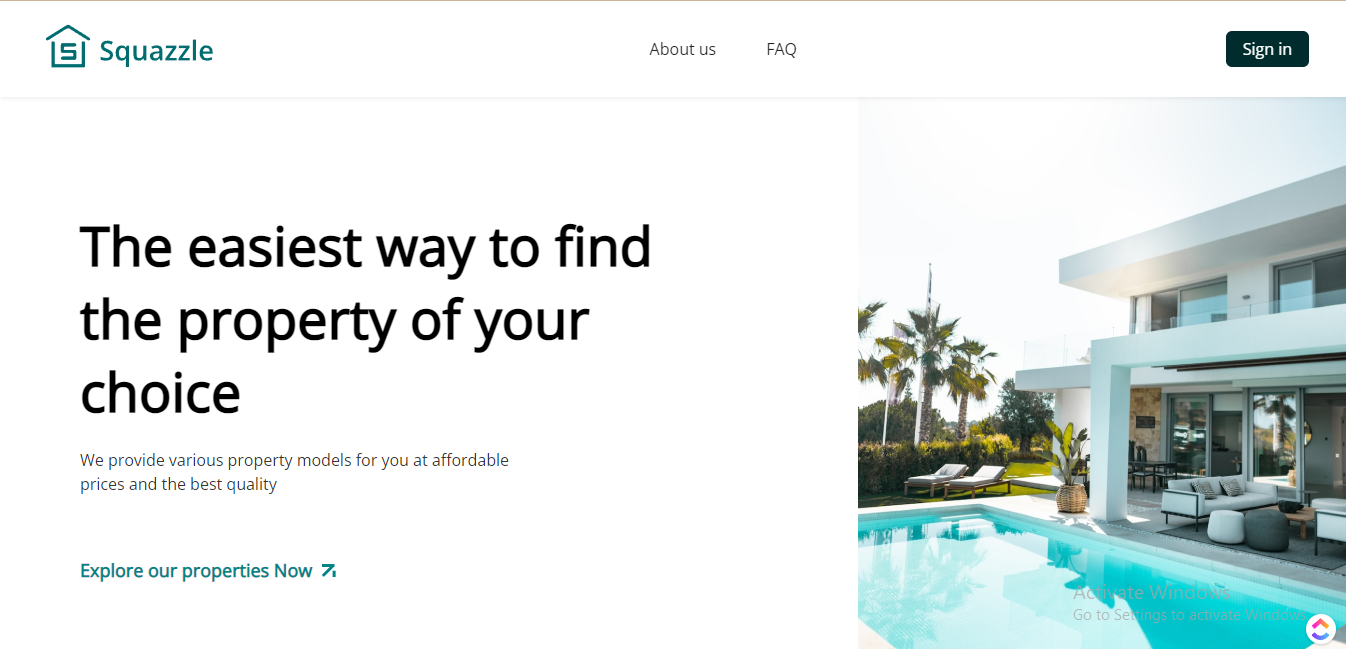 Squazzle
About us
FAQ
Sign in
The easiest way to find
the property of your
choice
We provide various property models for you at affordable
prices and the best quality
Explore our properties Now
Activate Windows
Go to Settings to activate Windows.